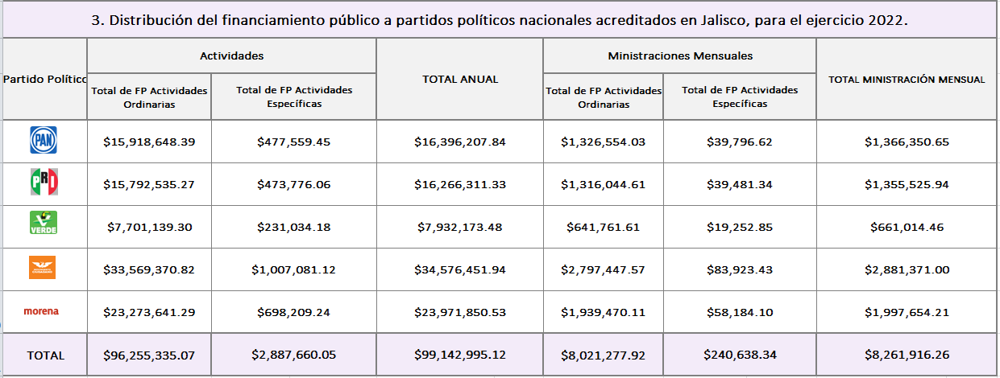 3. Distribución del financiamiento público a partidos políticos nacionales acreditados en Jalisco, para el ejercicio 2022.
Partido Político
Actividades
TOTAL ANUAL
Ministraciones Mensuales
TOTAL MINISTRACIÓN MENSUAL
Total de FP Actividades
Ordinarias
Total de FP Actividades
Específicas
Total de FP Actividades
Ordinarias
Total de FP Actividades
Específicas
PAN $15,918,648.39 $477,559.45 $16,396,207.84 $1,326,554.03 $39,796.62 $1,366,350.65
PRI $15,792,535.27 $473,776.06 $16,266,311.33 $1,316,044.61 $39,481.34 $1,355,525.94
VERDE $7,701,139.30 $231,034.18 $7,932,173.48 $641,761.61 $19,252.85 $661,014.46
$33,569,370.82 $1,007,081.12 $34,576,451.94 $2,797,447.57 $83,923.43 $2,881,371.00
morena $23,273,641.29 $698,209.24 $23,971,850.53 $1,939,470.11 $58,184.10 $1,997,654.21
TOTAL $96,255,335.07 $2,887,660.05 $99,142,995.12 $8,021,277.92 $240,638.34 $8,261,916.26